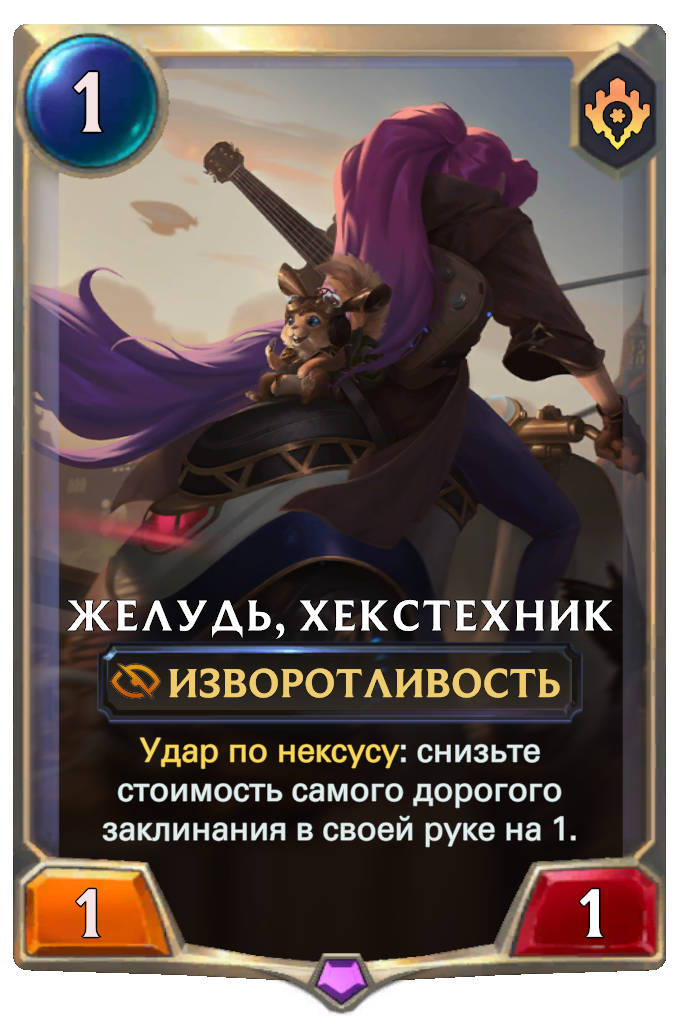 1
ЖЕЛУДЬ, ХЕКСТЕХНИК
ИЗВОРОТЛИВОСТЬ
Удар по нексусу: снизьте
стоимость самого дорогого
заклинания в своей руке на 1.
1
1